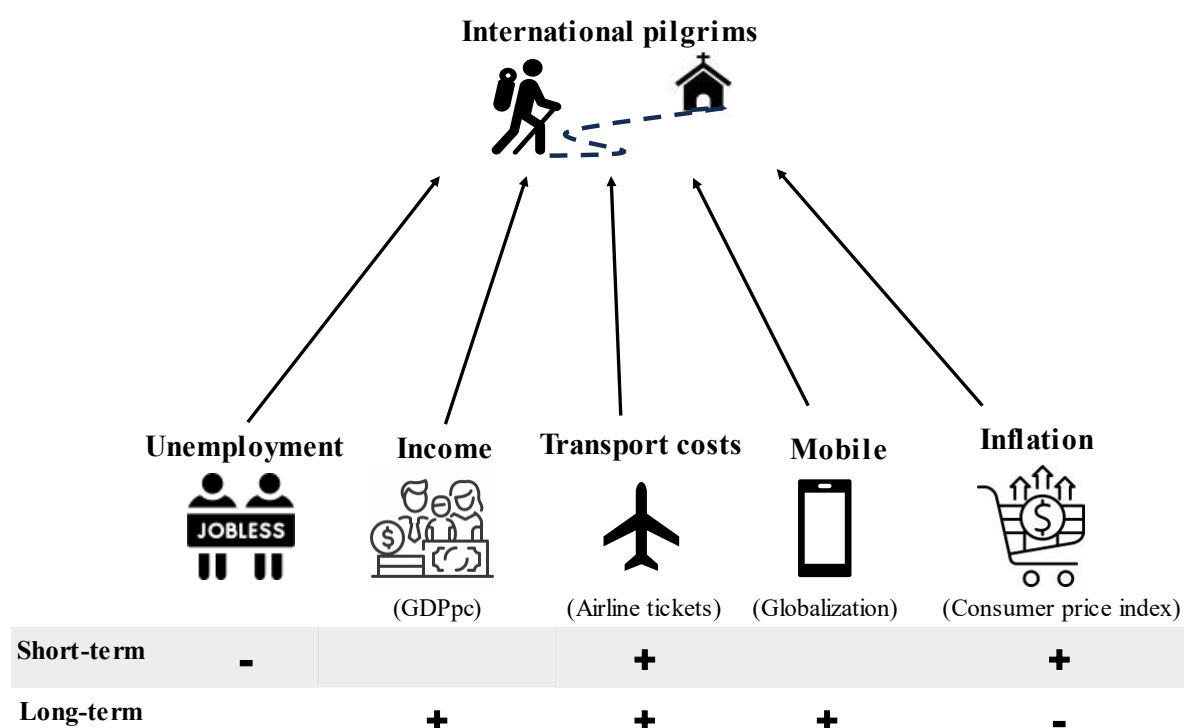 International pilgrims
Unemployment Income Transport costs Mobile Inflation
JOBLESS $ $
(GDPpc) (Airline tickets) (Globalization) (Consumer price index)
Short-term - + +
Long-term + + + -